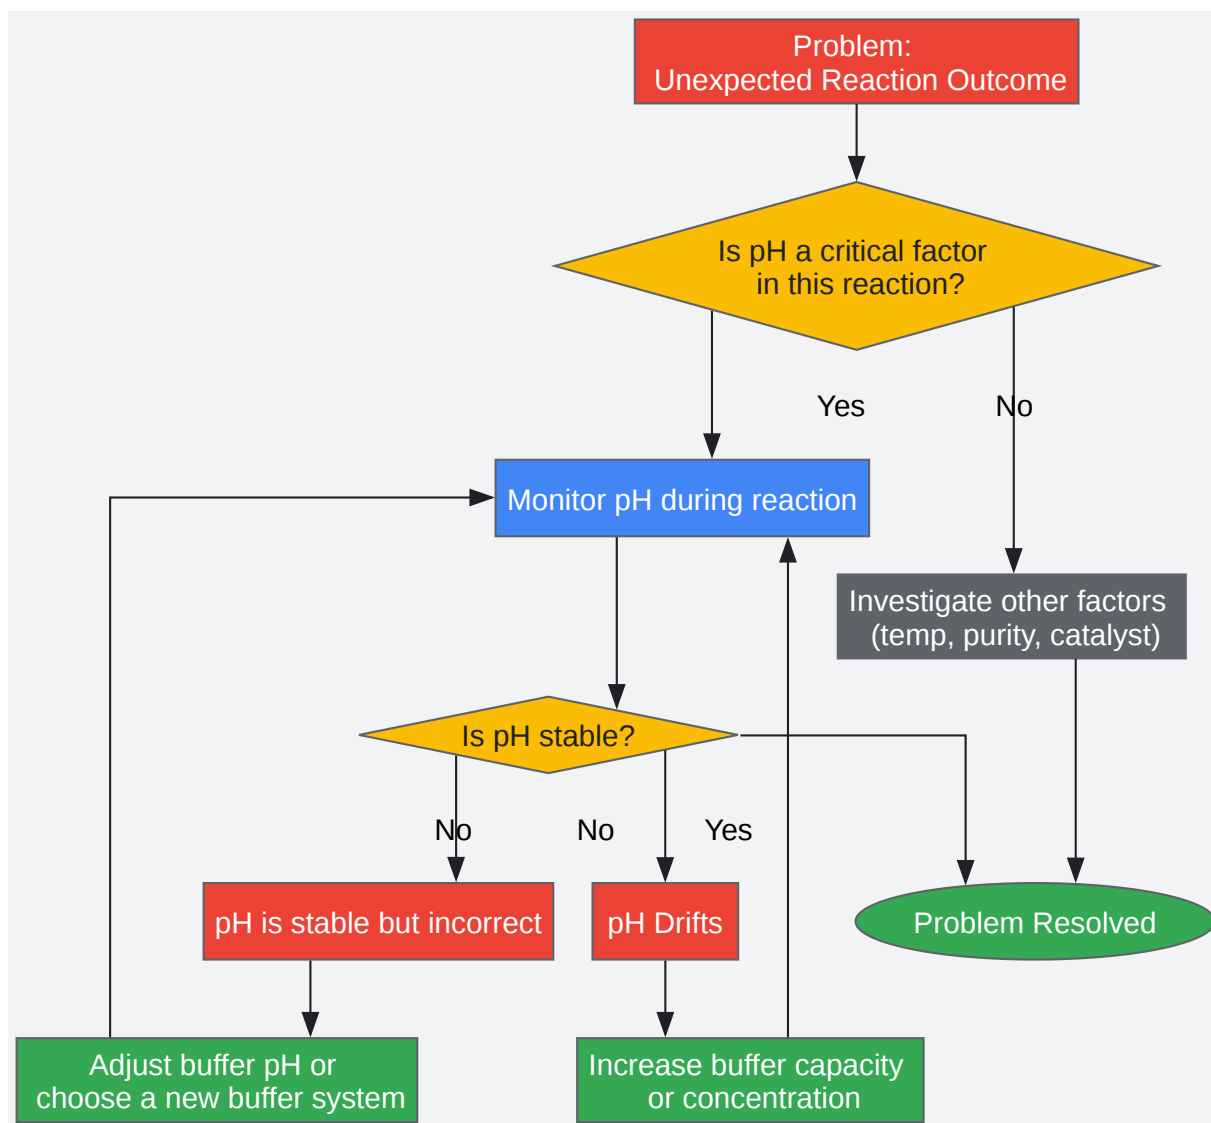 Problem:
Unexpected Reaction Outcome
Is pH a critical factor
in this reaction?
Yes
No
Monitor pH during reaction
Investigate other factors
(temp, purity, catalyst)
Is pH stable?
No
No
Yes
pH is stable but incorrect
pH Drifts
Problem Resolved
Adjust buffer pH or
choose a new buffer system
Increase buffer capacity
or concentration